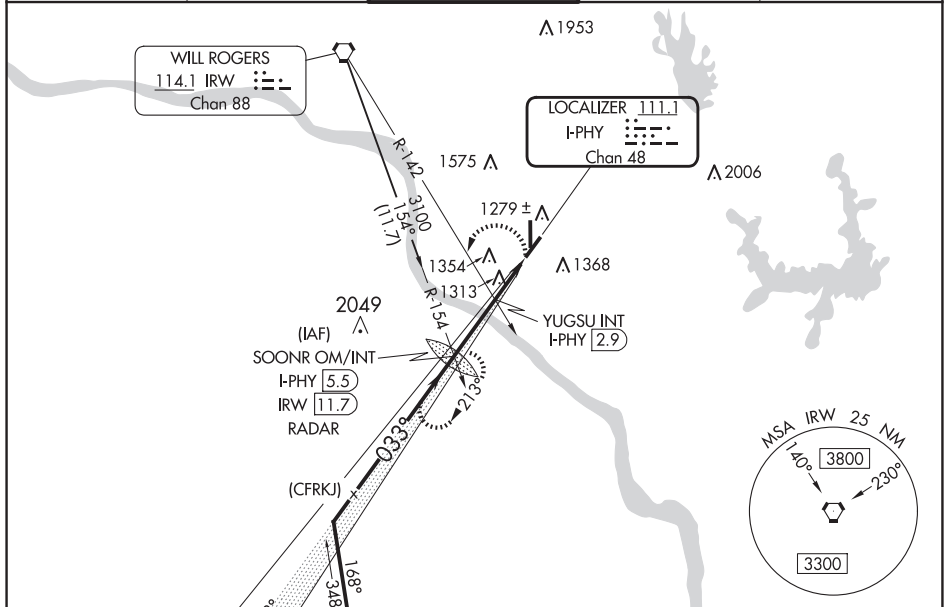 1953
WILL ROGERS
114.1 IRW
Chan 88
LOCALIZER 111.1
I-PHY
Chan 48
R-142
1575
2006
3100
154°
(11.7)
1279 ±
1354
1368
1313
R-154
2049
YUGSU INT
I-PHY 2.9
(IAF)
SOONR OM/INT
I-PHY 5.5
IRW 11.7
RADAR
213°
033°
MSA IRW 25 NM
140°
3800
230°
(CFRKJ)
3300
168°
348